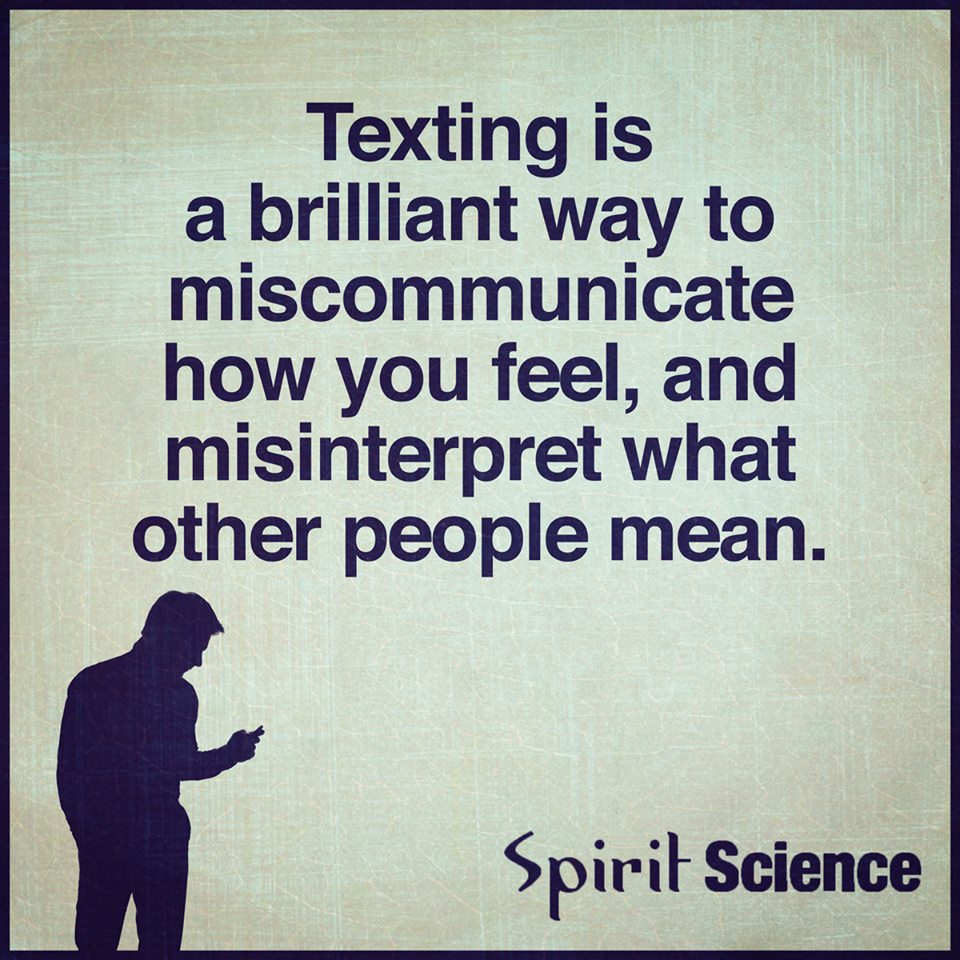 Texting is
a brilliant way to
miscommunicate
how you feel, and
misinterpret what
other people mean.
Spirit Science